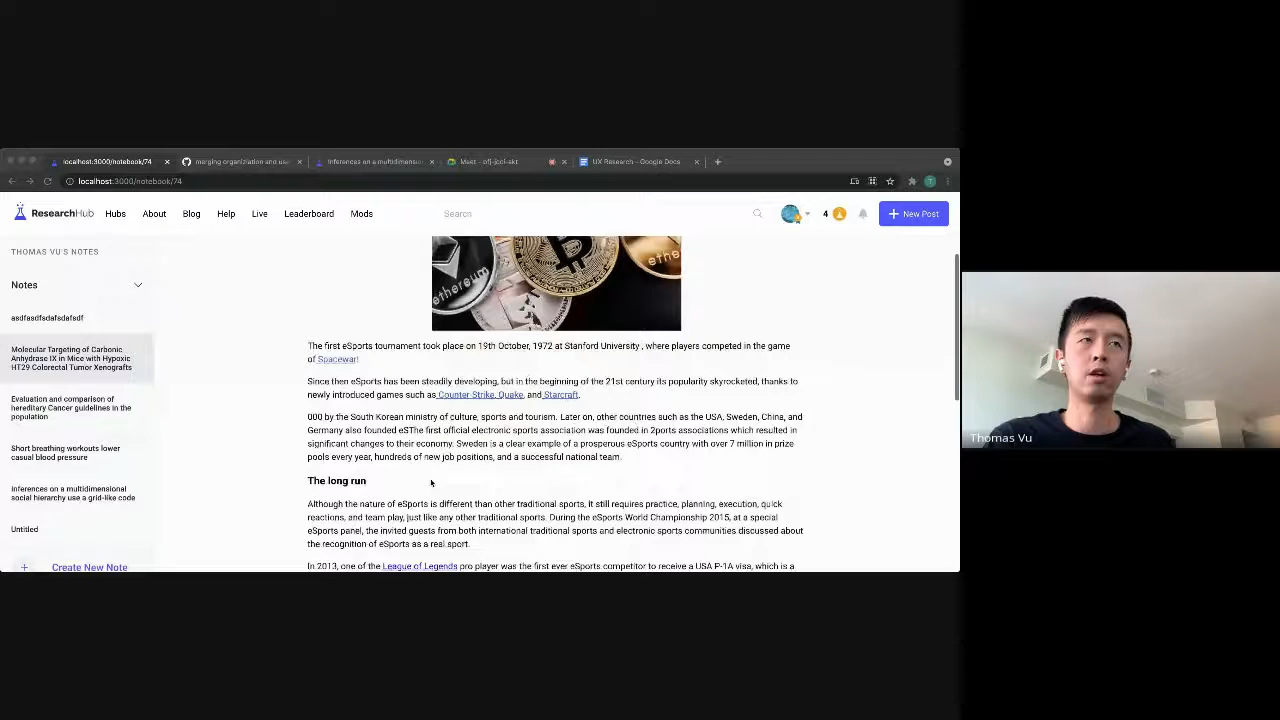 localhost:3000/notebook/74
merging organiztiation and use
Inferences on a multidimensi
Meet – ofj-jpci-akt
UX Research - Google Docs
localhost:3000/notebook/74
ResearchHub
Hubs
About
Blog
Help
Live
Leaderboard
Mods
Search
4
New Post
THOMAS VU'S NOTES
Notes
asdfasdfsdafsdafsdf
Molecular Targeting of Carbonic
Anhydrase IX in Mice with Hypoxic
HT29 Colorectal Tumor Xenografts
Evaluation and comparison of
hereditary Cancer guidelines in the
population
Short breathing workouts lower
casual blood pressure
Inferences on a multidimensional
social hierarchy use a grid-like code
Untitled
Create New Note
ethereum
ethe
The first eSports tournament took place on 19th October, 1972 at Stanford University , where players competed in the game
of Spacewar!
Since then eSports has been steadily developing, but in the beginning of the 21st century its popularity skyrocketed, thanks to
newly introduced games such as Counter-Strike, Quake, and Starcraft.
000 by the South Korean ministry of culture, sports and tourism. Later on, other countries such as the USA, Sweden, China, and
Germany also founded eSThe first official electronic sports association was founded in 2ports associations which resulted in
significant changes to their economy. Sweden is a clear example of a prosperous eSports country with over 7 million in prize
pools every year, hundreds of new job positions, and a successful national team.
The long run
Although the nature of eSports is different than other traditional sports, it still requires practice, planning, execution, quick
reactions, and team play, just like any other traditional sports. During the eSports World Championship 2015, at a special
eSports panel, the invited guests from both international traditional sports and electronic sports communities discussed about
the recognition of eSports as a real sport.
In 2013, one of the League of Legends pro player was the first ever eSports competitor to receive a USA P-1A visa, which is a
Thomas Vu